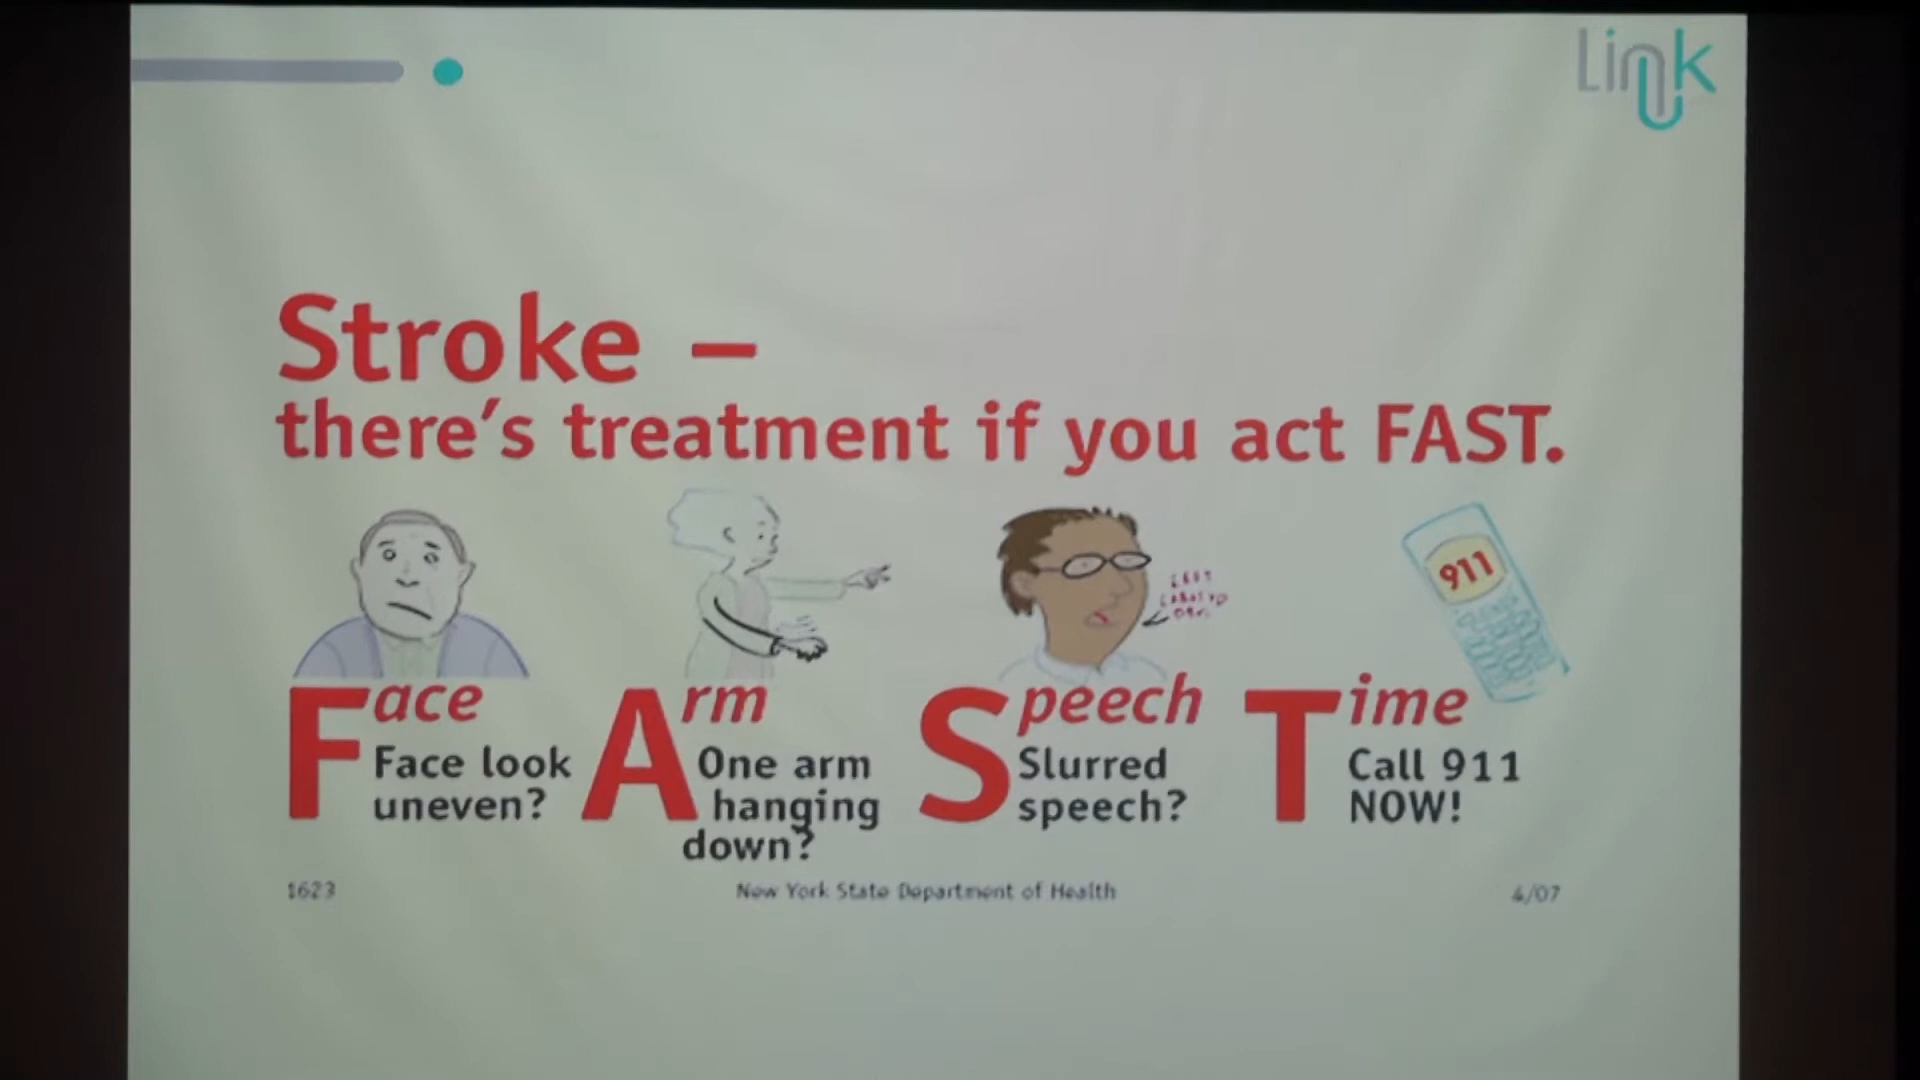 Link
Stroke –
there's treatment if you act FAST.
911
Face
Face look
uneven?
Arm
One arm
hanging
down?
Speech
Slurred
speech?
Time
Call 911
NOW!
1623
New York State Department of Health
4/07